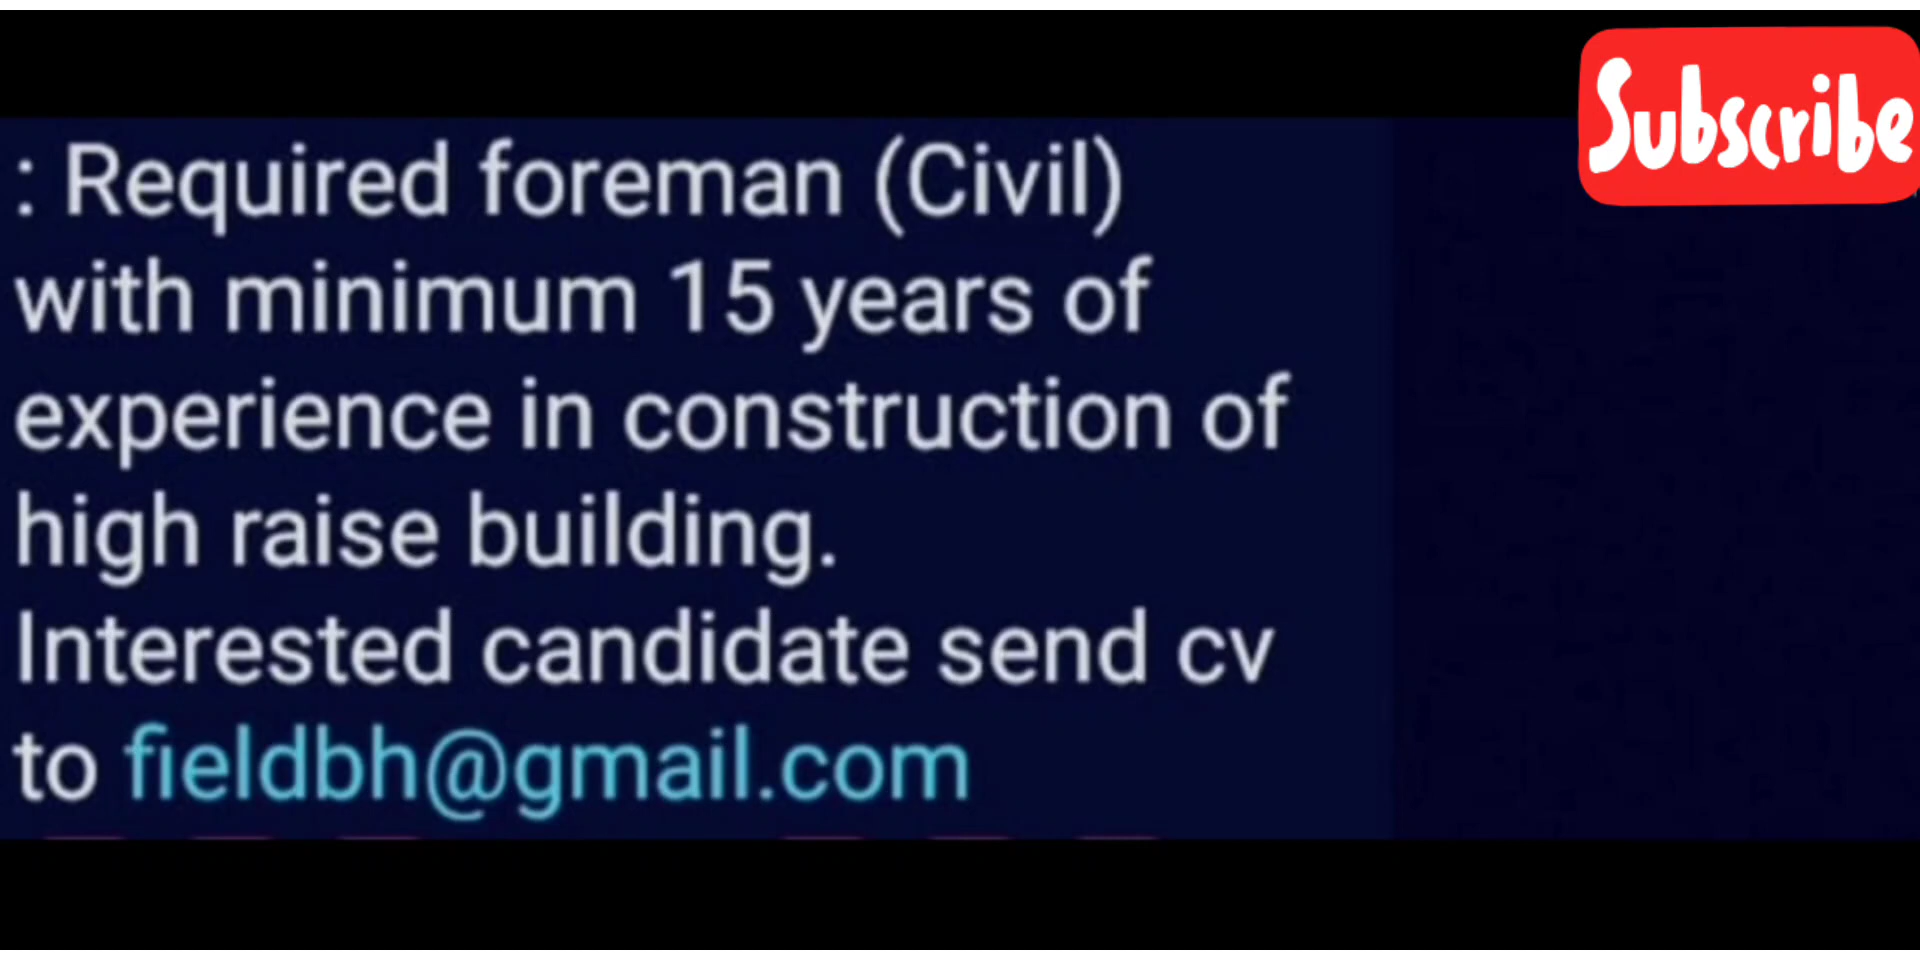 Subscribe
: Required foreman (Civil)
with minimum 15 years of
experience in construction of
high raise building.
Interested candidate send cv
to fieldbh@gmail.com